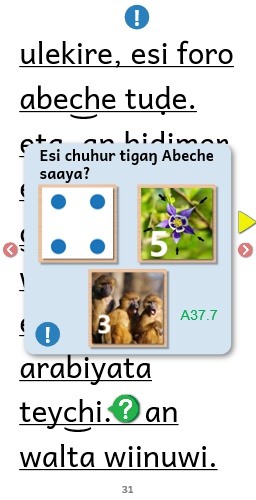 ulekire, esi foro
abeche tuɗe.
Esi chuhur tigaŋ Abeche
saaya?
5
3
A37.7
arabiyata
teychi. ? an
walta wiinuwi.
31